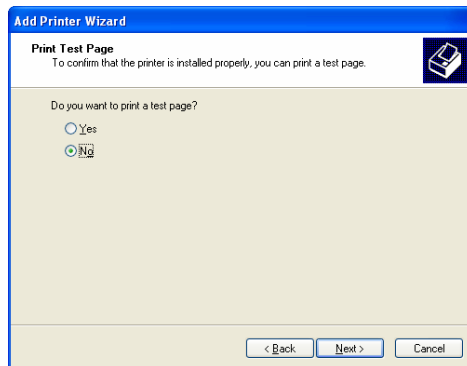 Add Printer Wizard
Print Test Page
To confirm that the printer is installed properly, you can print a test page.
Do you want to print a test page?
Yes
No
< Back
Next >
Cancel